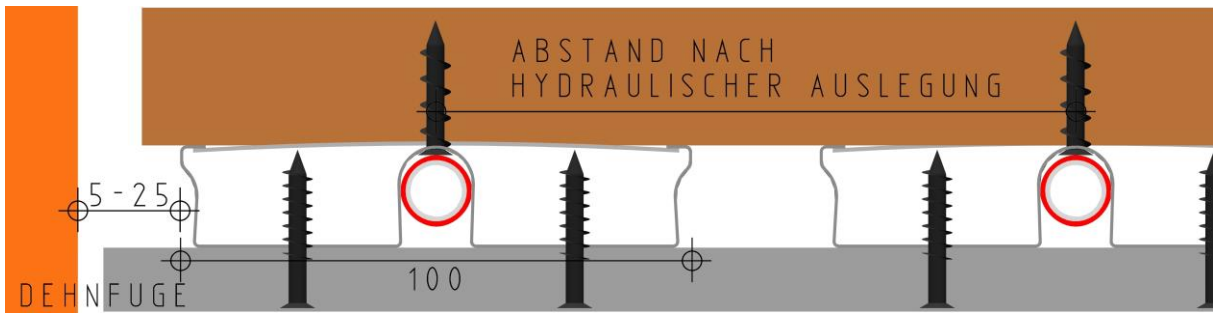 ABSTAND NACH
HYDRAULISCHER AUSLEGUNG
5-25
100
DEHNFUGE